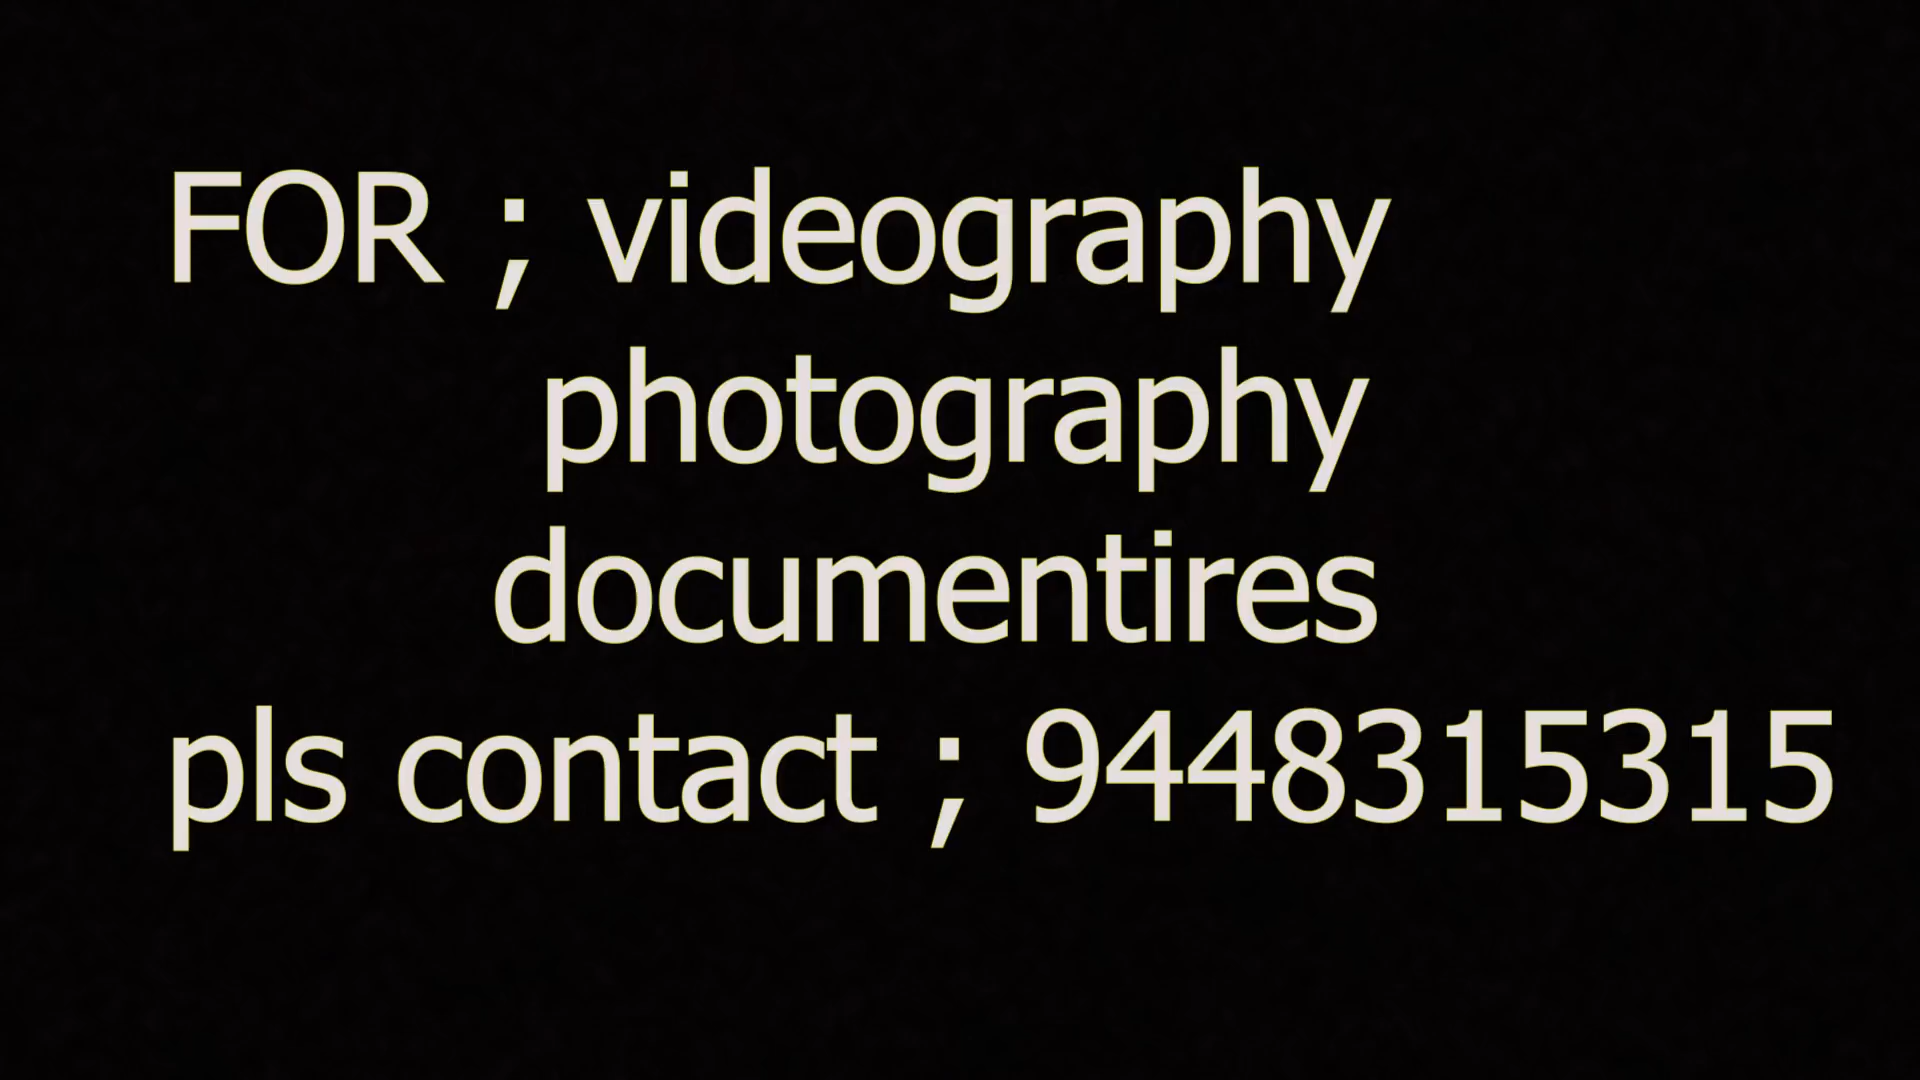 FOR ; videography
photography
documentires
pls contact ; 9448315315